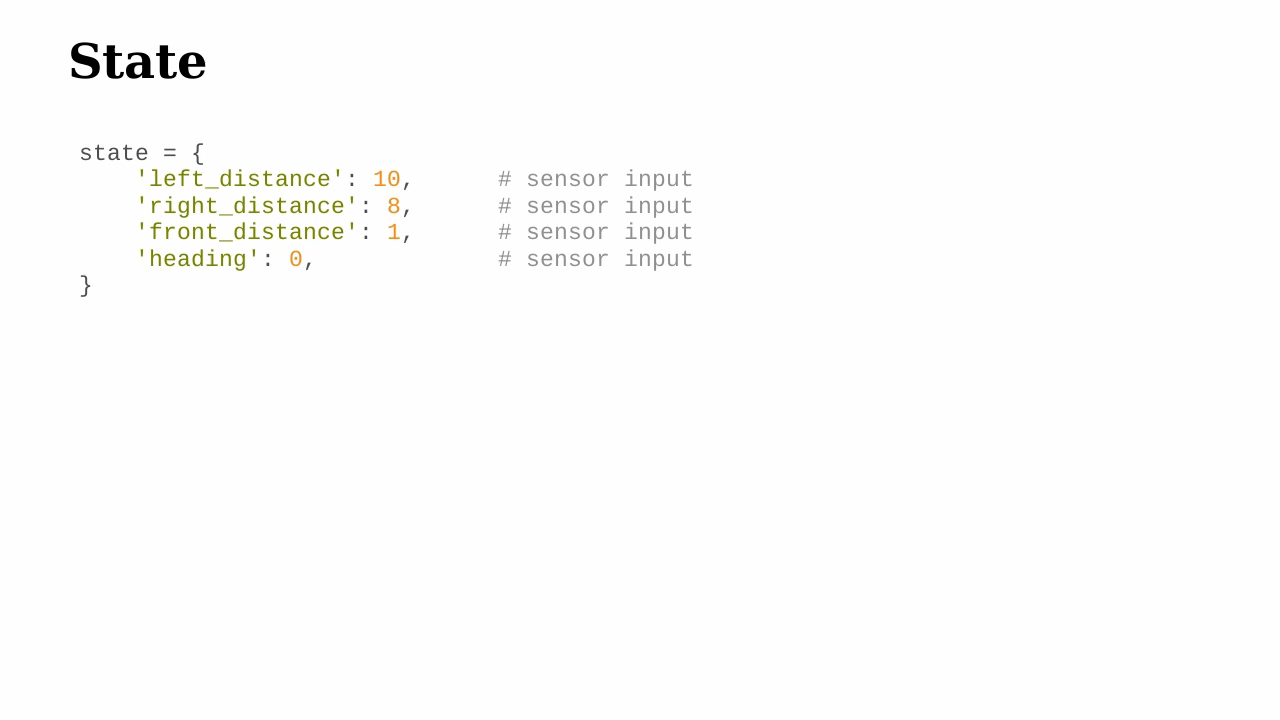 State
state = {
    'left_distance': 10,      # sensor input
    'right_distance': 8,      # sensor input
    'front_distance': 1,      # sensor input
    'heading': 0,             # sensor input
}